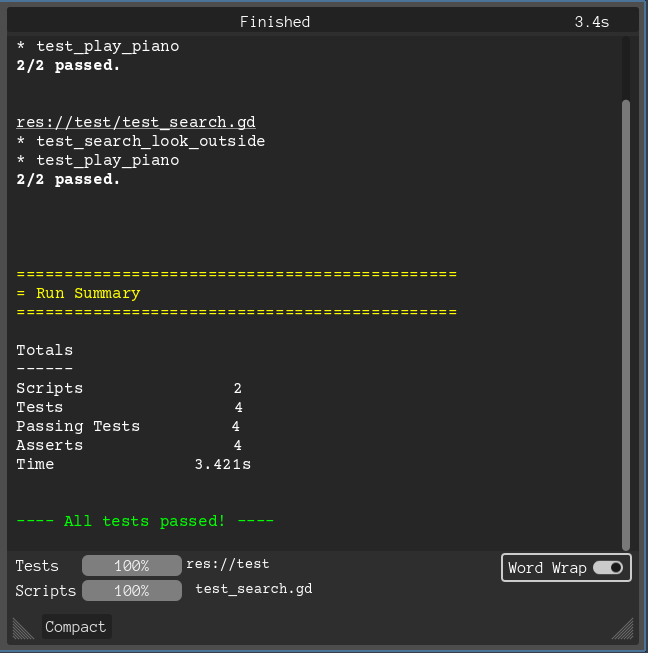 Finished 3.4s
* test_play_piano
2/2 passed.
res://test/test_search.gd
* test_search_look_outside
* test_play_piano
2/2 passed.
==============================================
= Run Summary
==============================================
Totals
------
Scripts 2
Tests 4
Passing Tests 4
Asserts 4
Time 3.421s
---- All tests passed! ----
Tests 100% res://test
Word Wrap
Scripts 100% test_search.gd
Compact